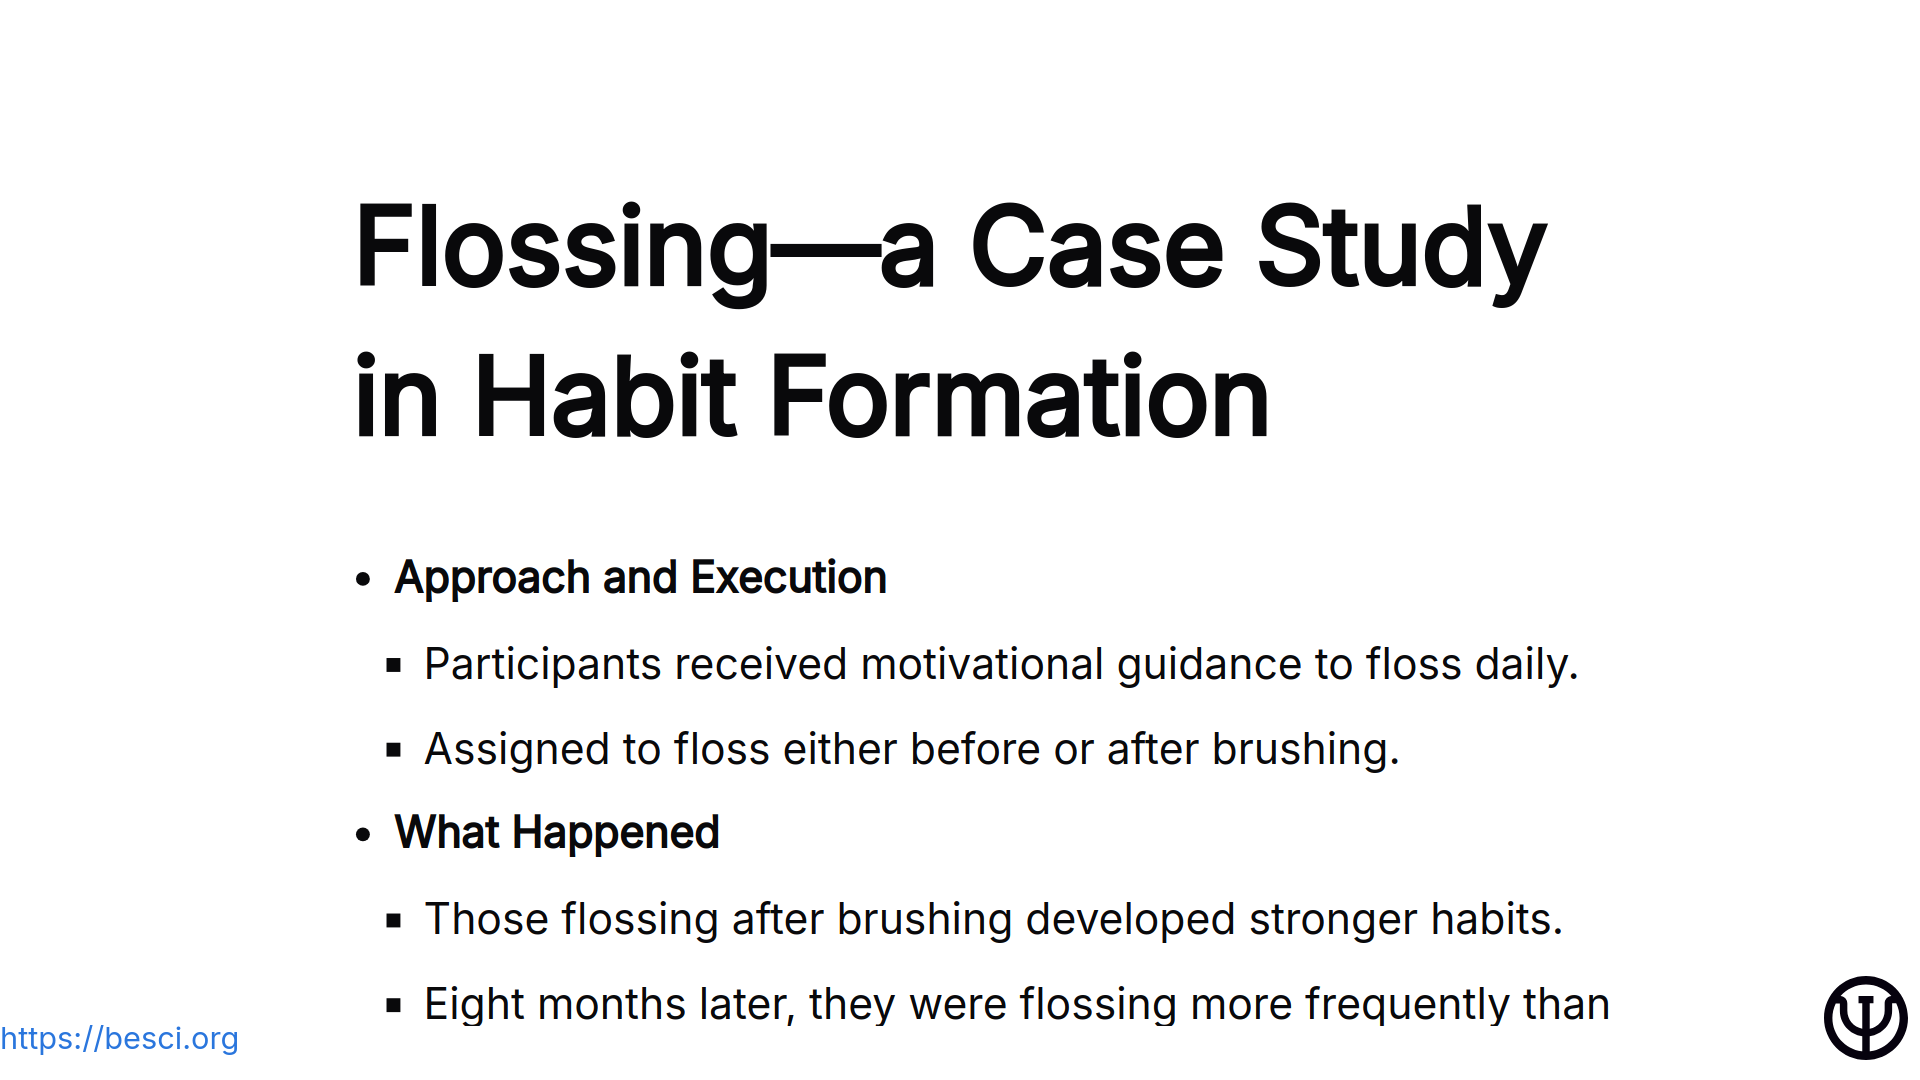 Flossing—a Case Study
in Habit Formation
• Approach and Execution
▪ Participants received motivational guidance to floss daily.
▪ Assigned to floss either before or after brushing.
• What Happened
▪ Those flossing after brushing developed stronger habits.
▪ Eight months later, they were flossing more frequently than
https://besci.org